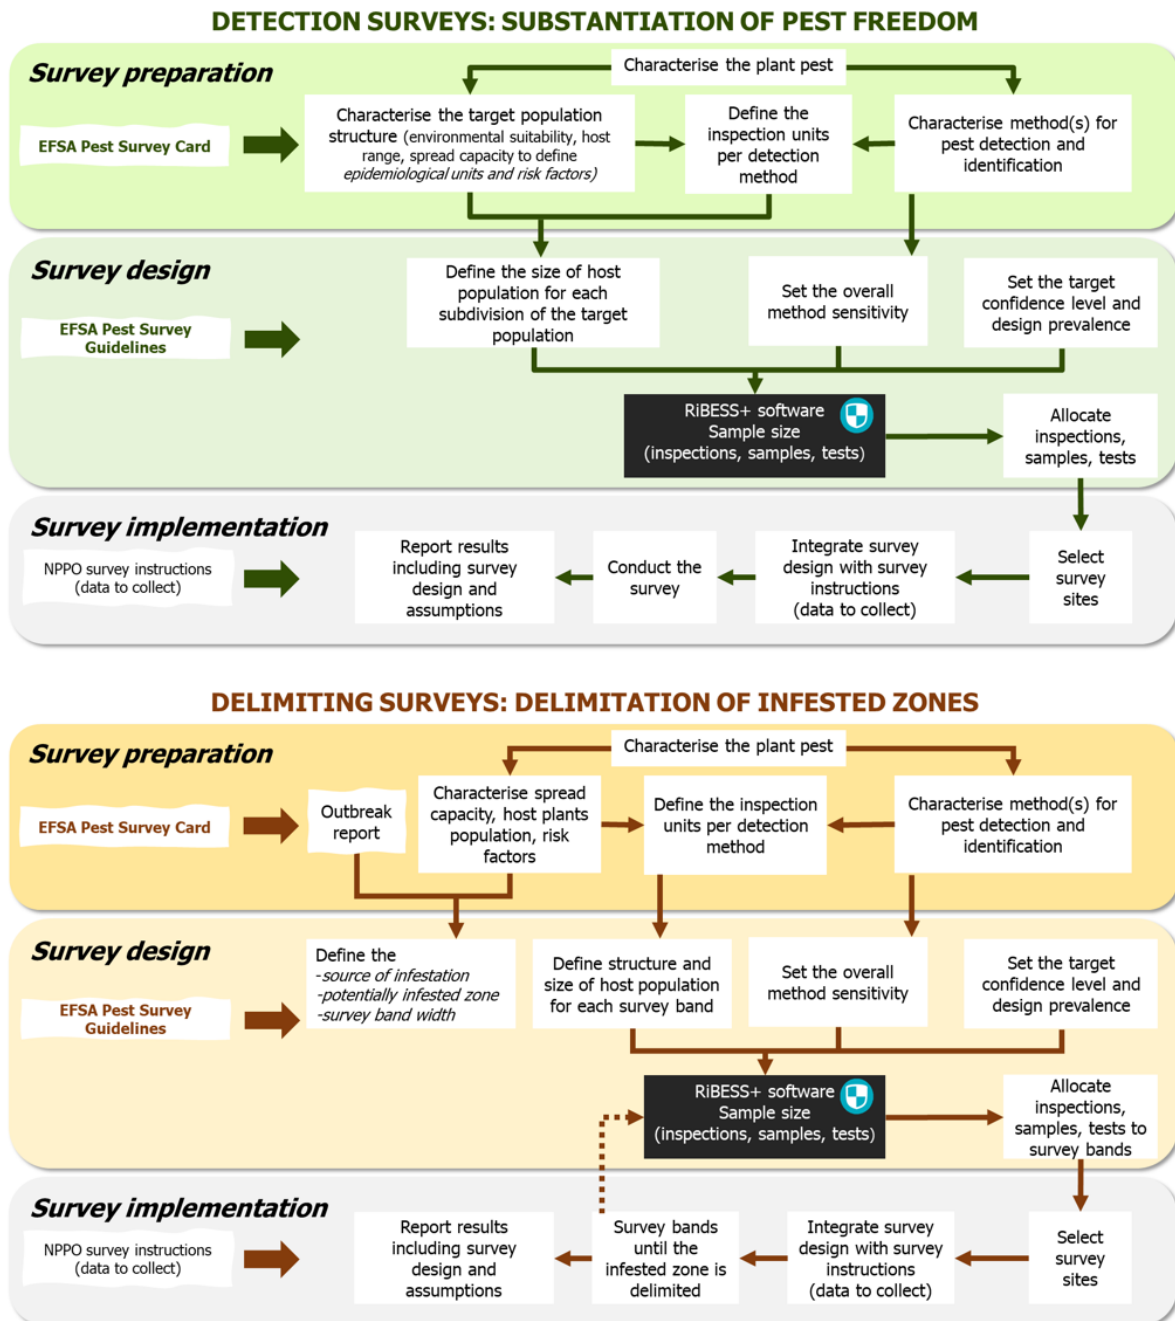 DETECTION SURVEYS: SUBSTANTIATION OF PEST FREEDOM
Survey preparation
Characterise the plant pest
EFSA Pest Survey Card
Characterise the target population
structure (environmental suitability, host
range, spread capacity to define
epidemiological units and risk factors)
Define the
inspection units
per detection
method
Characterise method(s) for
pest detection and
identification
Survey design
EFSA Pest Survey
Guidelines
Define the size of host
population for each
subdivision of the target
population
Set the overall
method sensitivity
Set the target
confidence level and
design prevalence
RiBESS+ software
Sample size
(inspections, samples, tests)
Allocate
inspections,
samples, tests
Survey implementation
NPPO survey instructions
(data to collect)
Report results
including survey
design and
assumptions
Conduct the
survey
Integrate survey
design with survey
instructions
(data to collect)
Select
survey
sites
DELIMITING SURVEYS: DELIMITATION OF INFESTED ZONES
Survey preparation
Characterise the plant pest
EFSA Pest Survey Card
Outbreak
report
Characterise spread
capacity, host plants
population, risk
factors
Define the inspection
units per detection
method
Characterise method(s) for
pest detection and
identification
Survey design
EFSA Pest Survey
Guidelines
Define the
-source of infestation
-potentially infested zone
-survey band width
Define structure and
size of host population
for each survey band
Set the overall
method sensitivity
Set the target
confidence level and
design prevalence
RiBESS+ software
Sample size
(inspections, samples, tests)
Allocate
inspections,
samples, tests to
survey bands
Survey implementation
NPPO survey instructions
(data to collect)
Report results
including survey
design and
assumptions
Survey bands
until the
infested zone is
delimited
Integrate survey
design with survey
instructions
(data to collect)
Select
survey
sites